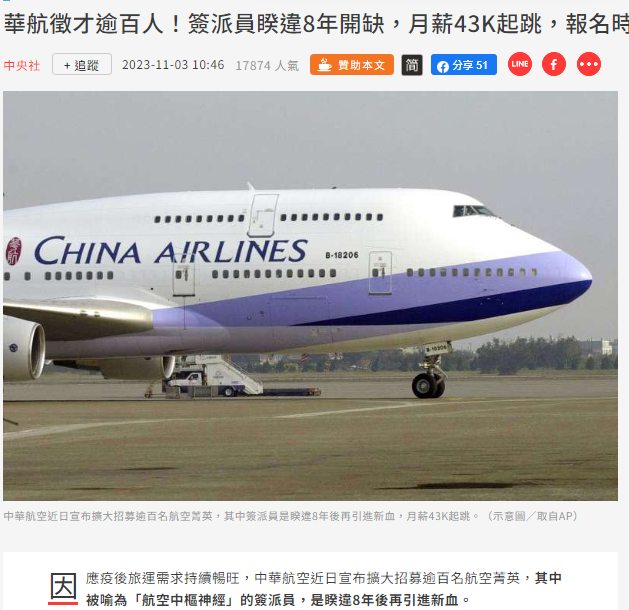 華航徵才逾百人！簽派員睽違8年開缺，月薪43K起跳，報名時
中央社 + 追蹤 2023-11-03 10:46 17874 人氣 贊助本文 简 分享 51 LINE
華航 CHINA AIRLINES B-18206
B-18206
中華航空近日宣布擴大招募逾百名航空菁英，其中簽派員是睽違8年後再引進新血，月薪43K起跳。（示意圖／取自AP）
因應疫後旅運需求持續暢旺，中華航空近日宣布擴大招募逾百名航空菁英，其中
被喻為「航空中樞神經」的簽派員，是睽違8年後再引進新血。